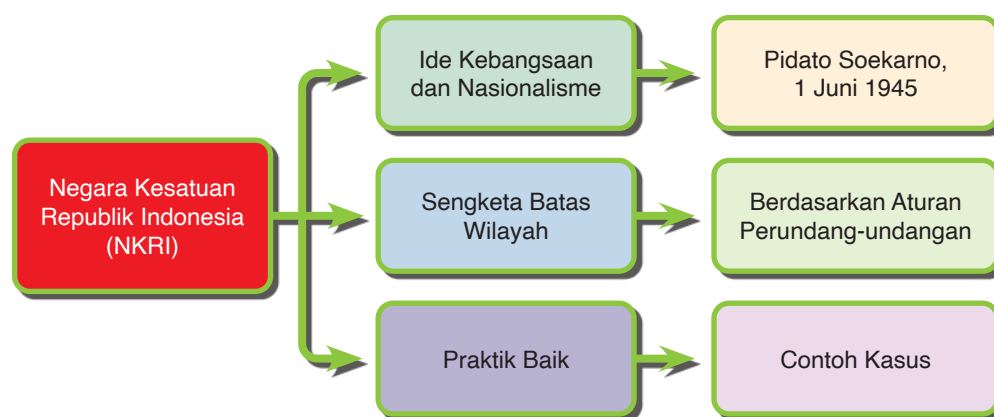 Negara Kesatuan
Republik Indonesia
(NKRI)
Ide Kebangsaan
dan Nasionalisme
Pidato Soekarno,
1 Juni 1945
Sengketa Batas
Wilayah
Berdasarkan Aturan
Perundang-undangan
Praktik Baik
Contoh Kasus